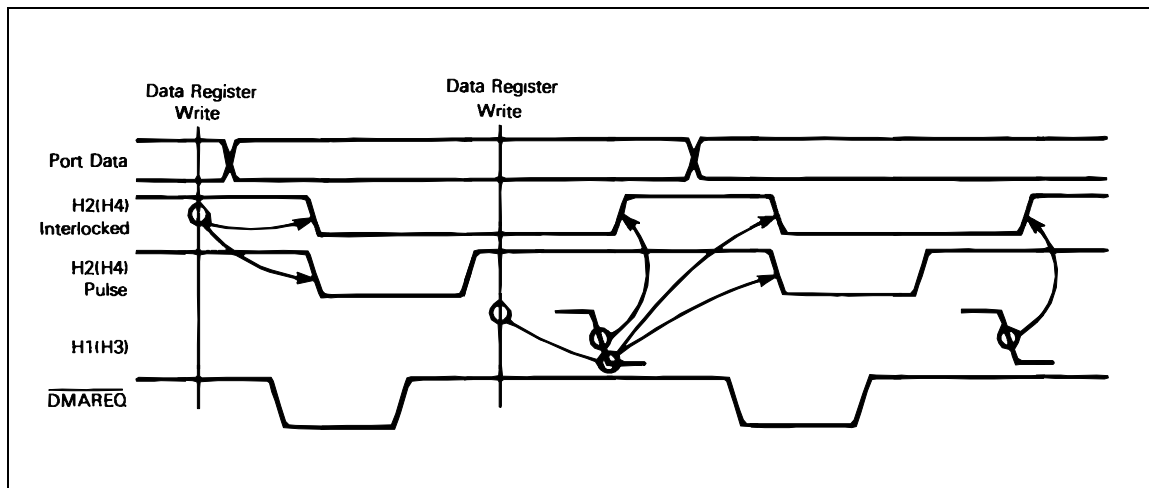 Data Register
Write
Data Register
Write
Port Data
H2(H4)
Interlocked
H2(H4)
Pulse
H1(H3)
DMAREQ